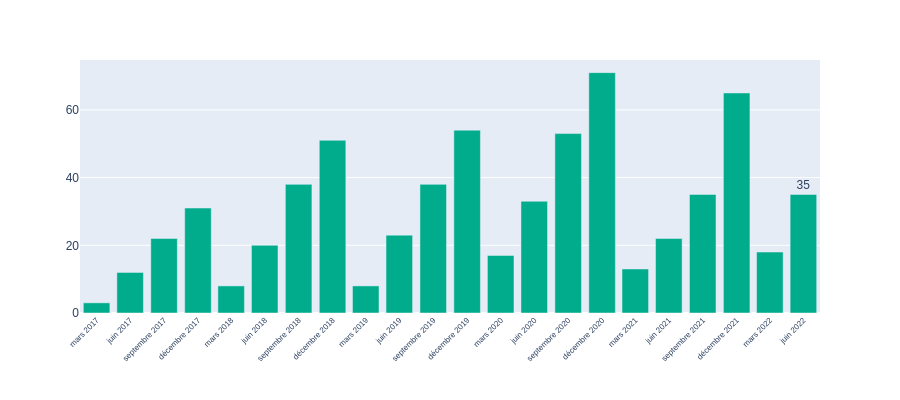 60
40
20
0
35
mars 2017
juin 2017
septembre 2017
décembre 2017
mars 2018
juin 2018
septembre 2018
décembre 2018
mars 2019
juin 2019
septembre 2019
décembre 2019
mars 2020
juin 2020
septembre 2020
décembre 2020
mars 2021
juin 2021
septembre 2021
décembre 2021
mars 2022
juin 2022